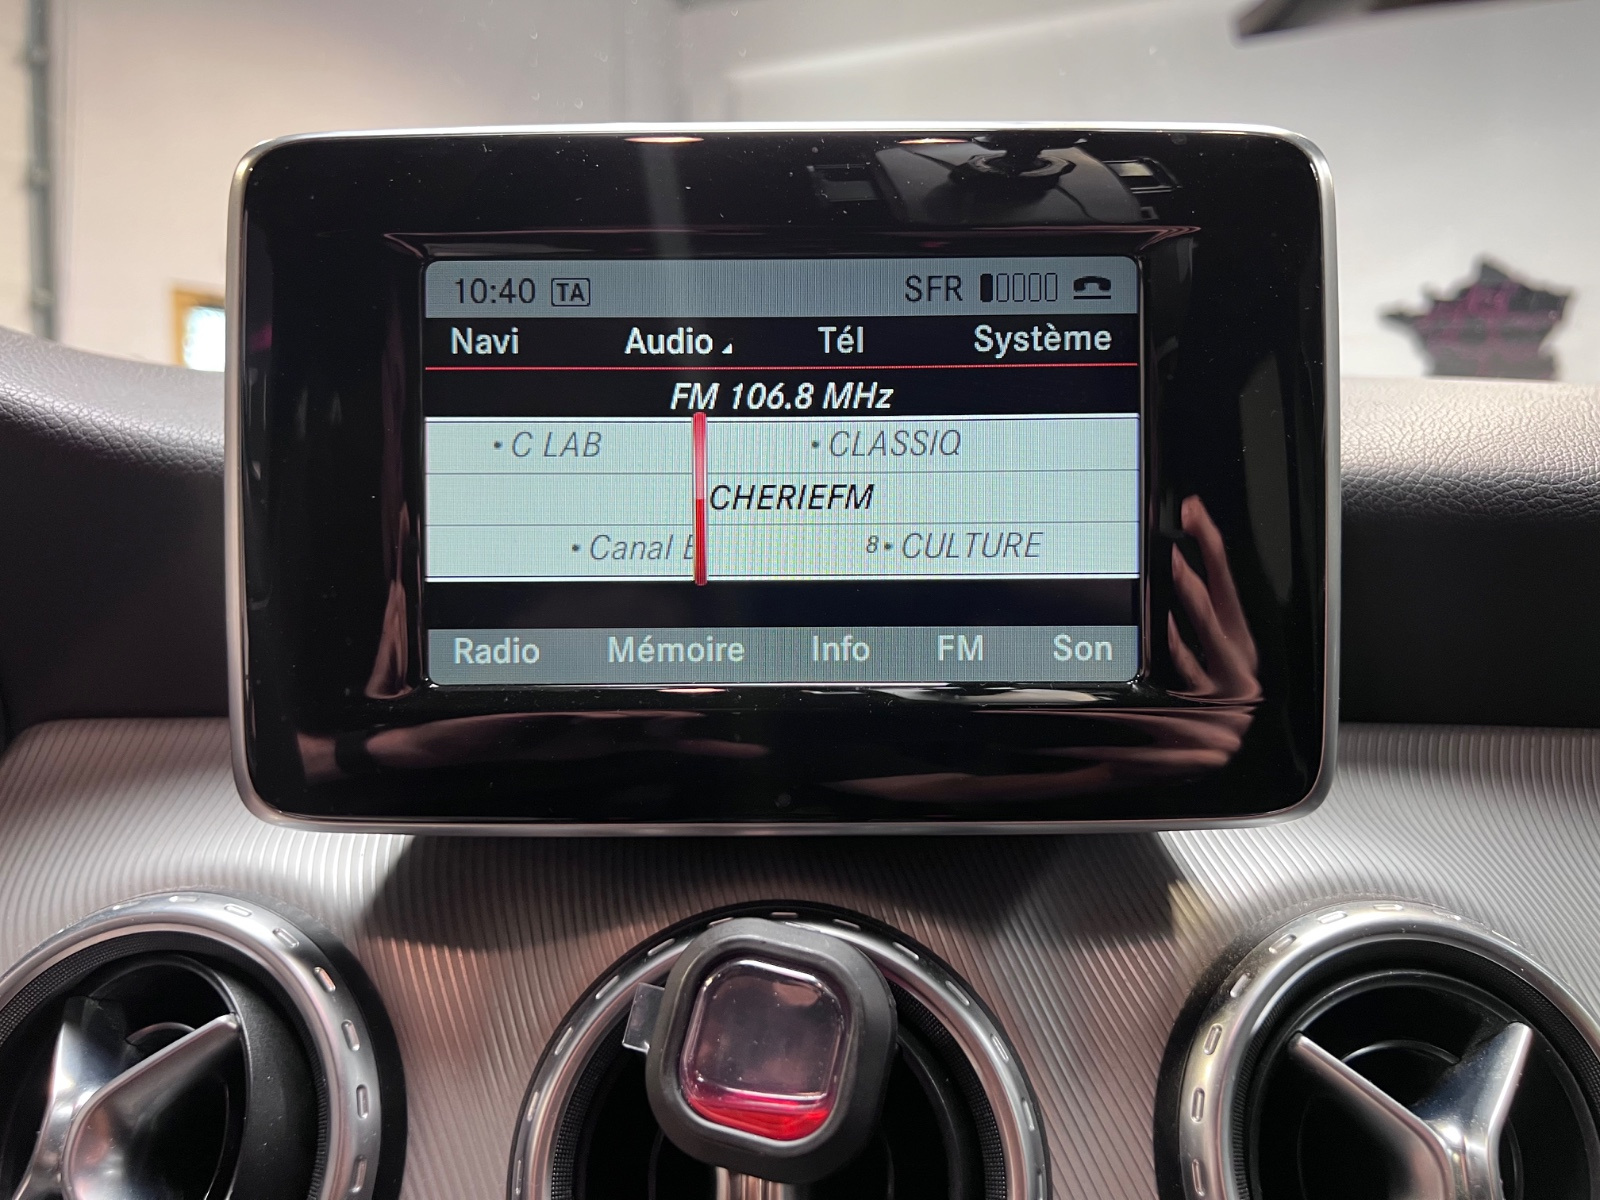 10:40 TA SFR
Navi Audio Tél Système
FM 106.8 MHz
• C LAB • CLASSIQ
CHERIEFM
• Canal 8• CULTURE
Radio Mémoire Info FM Son